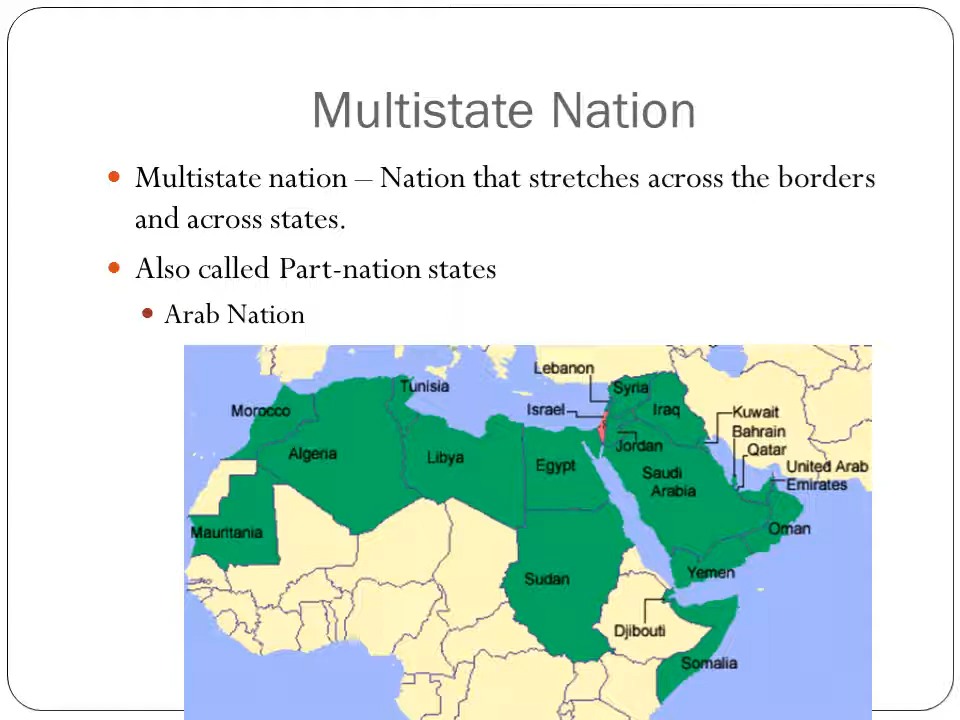 Multistate Nation
• Multistate nation – Nation that stretches across the borders
and across states.
• Also called Part-nation states
• Arab Nation
Lebanon
Tunisia
Syria
Morocco
Israel
Iraq
Kuwait
Bahrain
Jordan
Qatar
Algeria
Libya
Egypt
United Arab
Emirates
Saudi
Arabia
Mauritania
Oman
Yemen
Sudan
Djibouti
Somalia